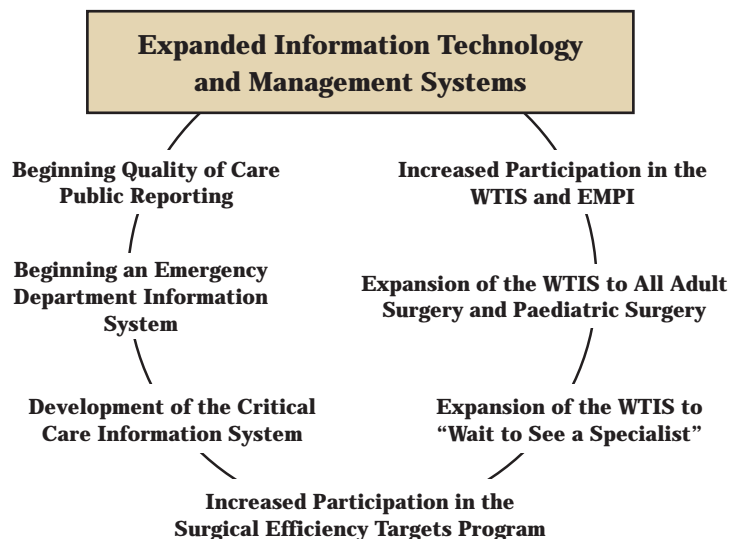 Expanded Information Technology
and Management Systems
Beginning Quality of Care
Public Reporting
Increased Participation in the
WTIS and EMPI
Beginning an Emergency
Department Information
System
Expansion of the WTIS to All Adult
Surgery and Paediatric Surgery
Development of the Critical
Care Information System
Expansion of the WTIS to
“Wait to See a Specialist”
Increased Participation in the
Surgical Efficiency Targets Program